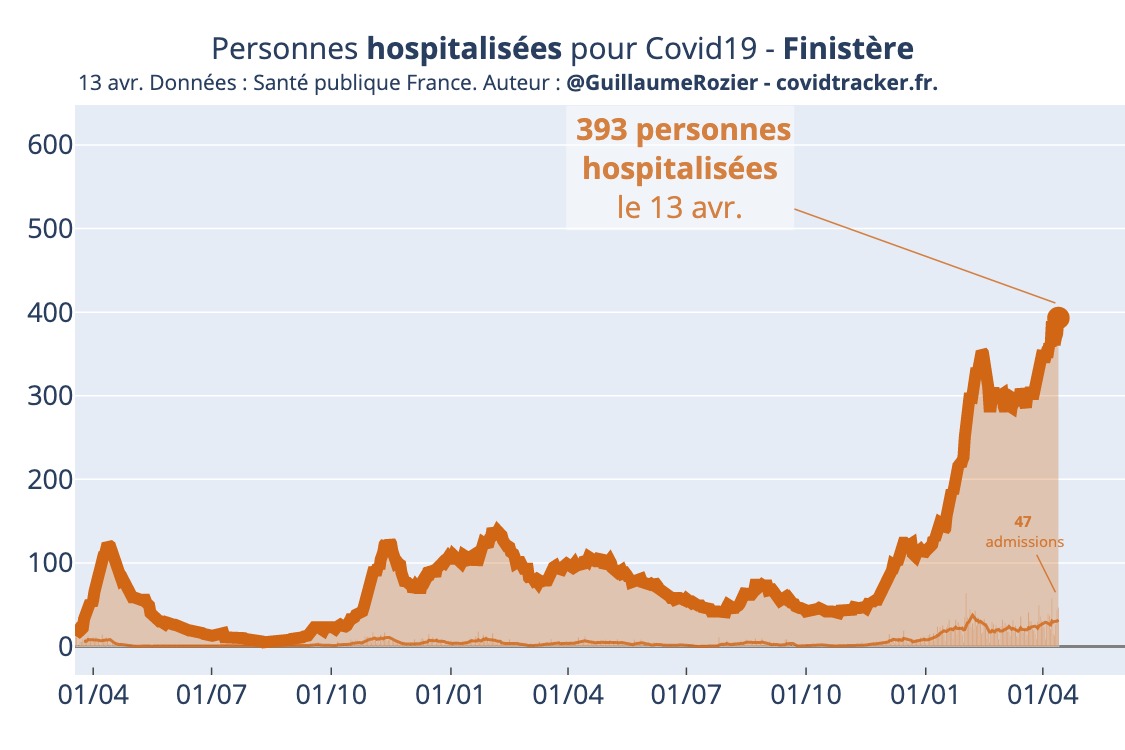 Personnes hospitalisées pour Covid19 - Finistère
13 avr. Données : Santé publique France. Auteur : @GuillaumeRozier - covidtracker.fr.
393 personnes
hospitalisées
le 13 avr.
600
500
400
300
200
100
0
47
admissions
01/04
01/07
01/10
01/01
01/04
01/07
01/10
01/01
01/04